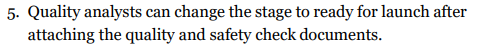 5. Quality analysts can change the stage to ready for launch after
attaching the quality and safety check documents.